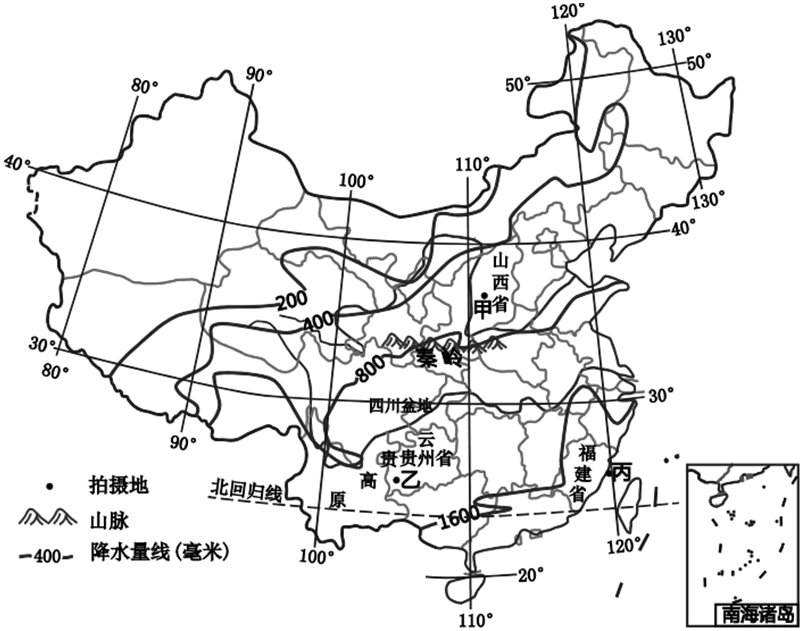 120°
130°
50°
50°
80°
90°
40°
100°
110°
130°
40°
山西省
甲
200
400
秦岭
800
30°
80°
90°
四川盆地
30°
云
贵贵州省
高
乙
原
福建省
丙
北回归线
1600
100°
120°
20°
110°
拍摄地
山脉
400 降水量线(毫米)
南海诸岛